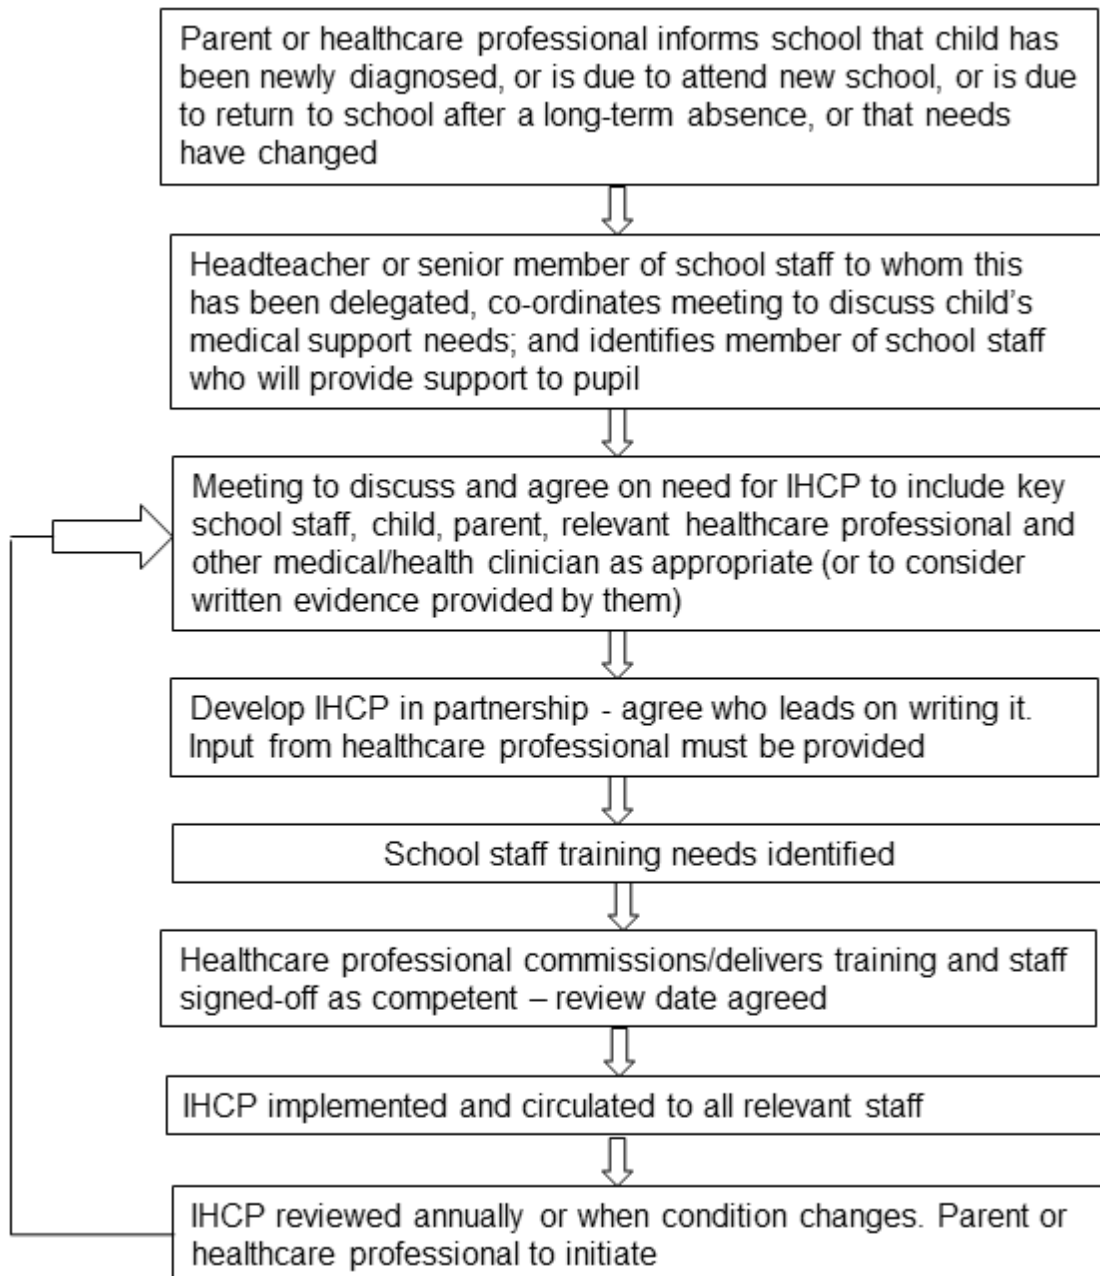 Parent or healthcare professional informs school that child has
been newly diagnosed, or is due to attend new school, or is due
to return to school after a long-term absence, or that needs
have changed
Headteacher or senior member of school staff to whom this
has been delegated, co-ordinates meeting to discuss child's
medical support needs; and identifies member of school staff
who will provide support to pupil
Meeting to discuss and agree on need for IHCP to include key
school staff, child, parent, relevant healthcare professional and
other medical/health clinician as appropriate (or to consider
written evidence provided by them)
Develop IHCP in partnership - agree who leads on writing it.
Input from healthcare professional must be provided
School staff training needs identified
Healthcare professional commissions/delivers training and staff
signed-off as competent – review date agreed
IHCP implemented and circulated to all relevant staff
IHCP reviewed annually or when condition changes. Parent or
healthcare professional to initiate